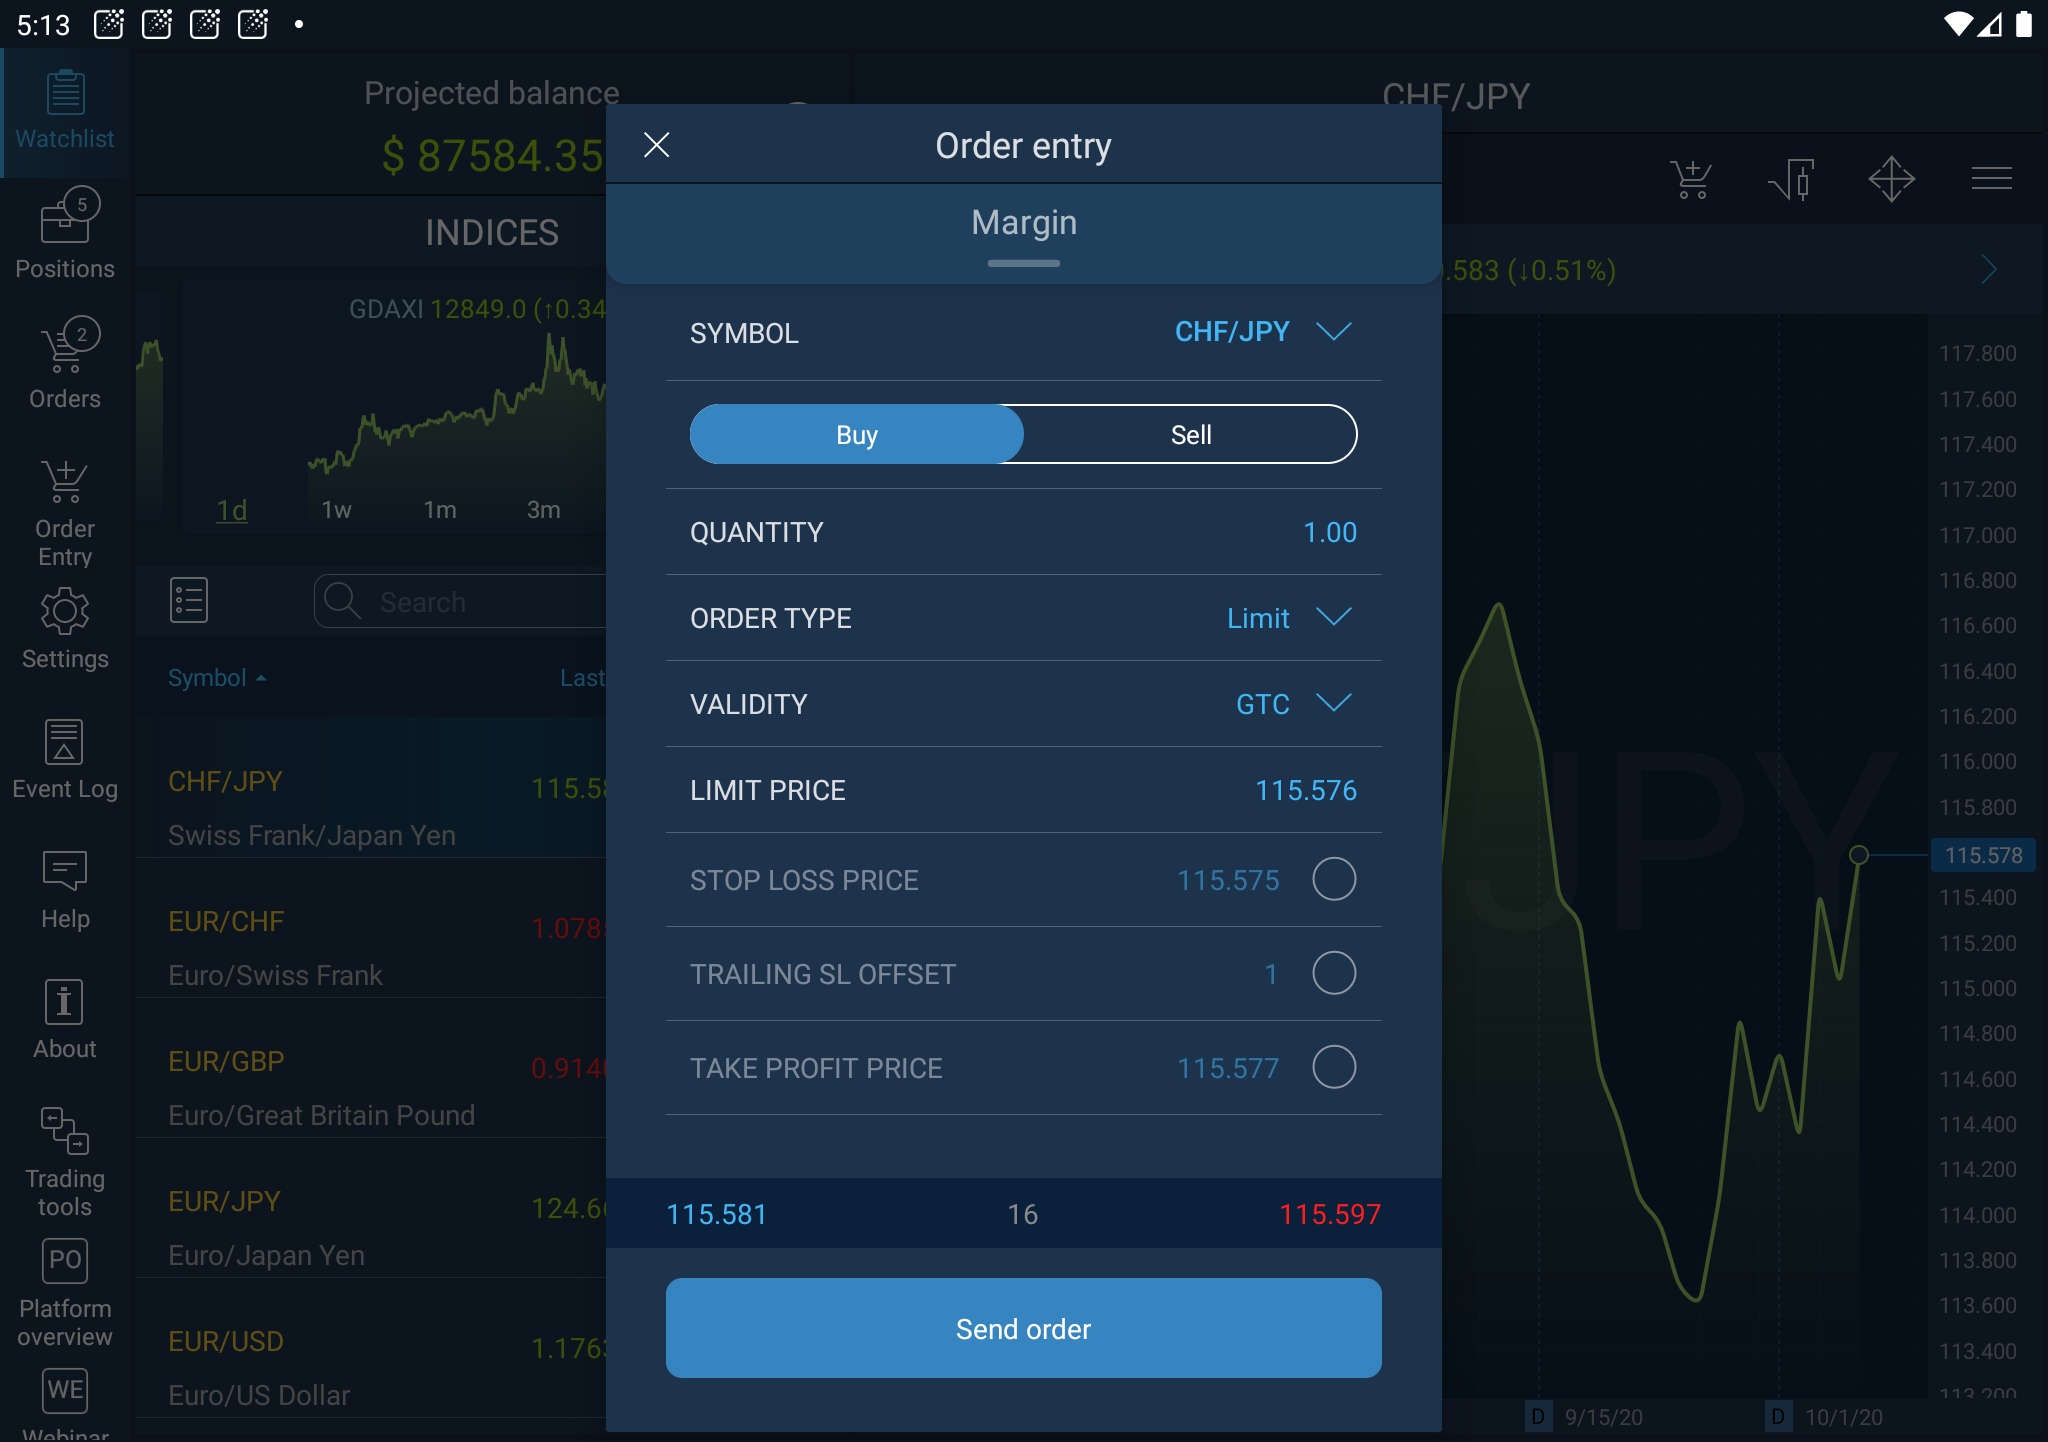 5:13
Watchlist
5
Positions
2
Orders
Order
Entry
Settings
Event Log
Help
About
Trading
tools
PO
Platform
overview
WE
Webinar
Projected balance
$ 87584.35
INDICES
GDAXI 12849.0 (↑0.34
1d 1w 1m 3m
Search
Symbol Last
CHF/JPY
Swiss Frank/Japan Yen
EUR/CHF 1.078
Euro/Swiss Frank
EUR/GBP 0.914
Euro/Great Britain Pound
EUR/JPY 124.6
Euro/Japan Yen
EUR/USD 1.176
Euro/US Dollar
115.5
Order entry
Margin
SYMBOL CHF/JPY
Buy Sell
QUANTITY 1.00
ORDER TYPE Limit
VALIDITY GTC
LIMIT PRICE 115.576
STOP LOSS PRICE 115.575
TRAILING SL OFFSET 1
TAKE PROFIT PRICE 115.577
115.581 16 115.597
Send order
CHF/JPY
.583 (↓0.51%)
JPY
117.800
117.600
117.400
117.200
117.000
116.800
116.600
116.400
116.200
116.000
115.800
115.578
115.400
115.200
115.000
114.800
114.600
114.400
114.200
114.000
113.800
113.600
113.400
113.200
D 9/15/20 D 10/1/20